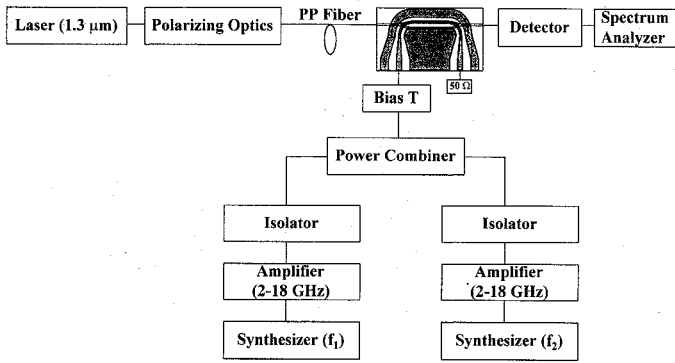 Laser (1.3 μm)
Polarizing Optics
PP Fiber
Detector
Spectrum
Analyzer
50 Ω
Bias T
Power Combiner
Isolator
Isolator
Amplifier
(2-18 GHz)
Amplifier
(2-18 GHz)
Synthesizer (f₁)
Synthesizer (f₂)